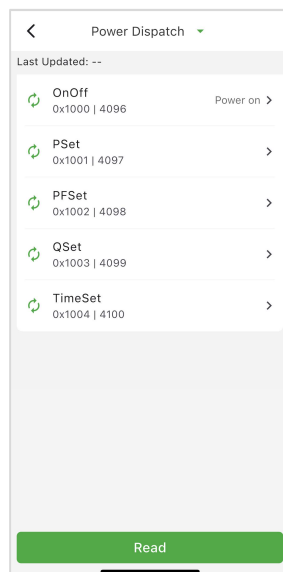 Power Dispatch
Last Updated: --
OnOff
0x1000 | 4096
Power on
PSet
0x1001 | 4097
PFSet
0x1002 | 4098
QSet
0x1003 | 4099
TimeSet
0x1004 | 4100
Read